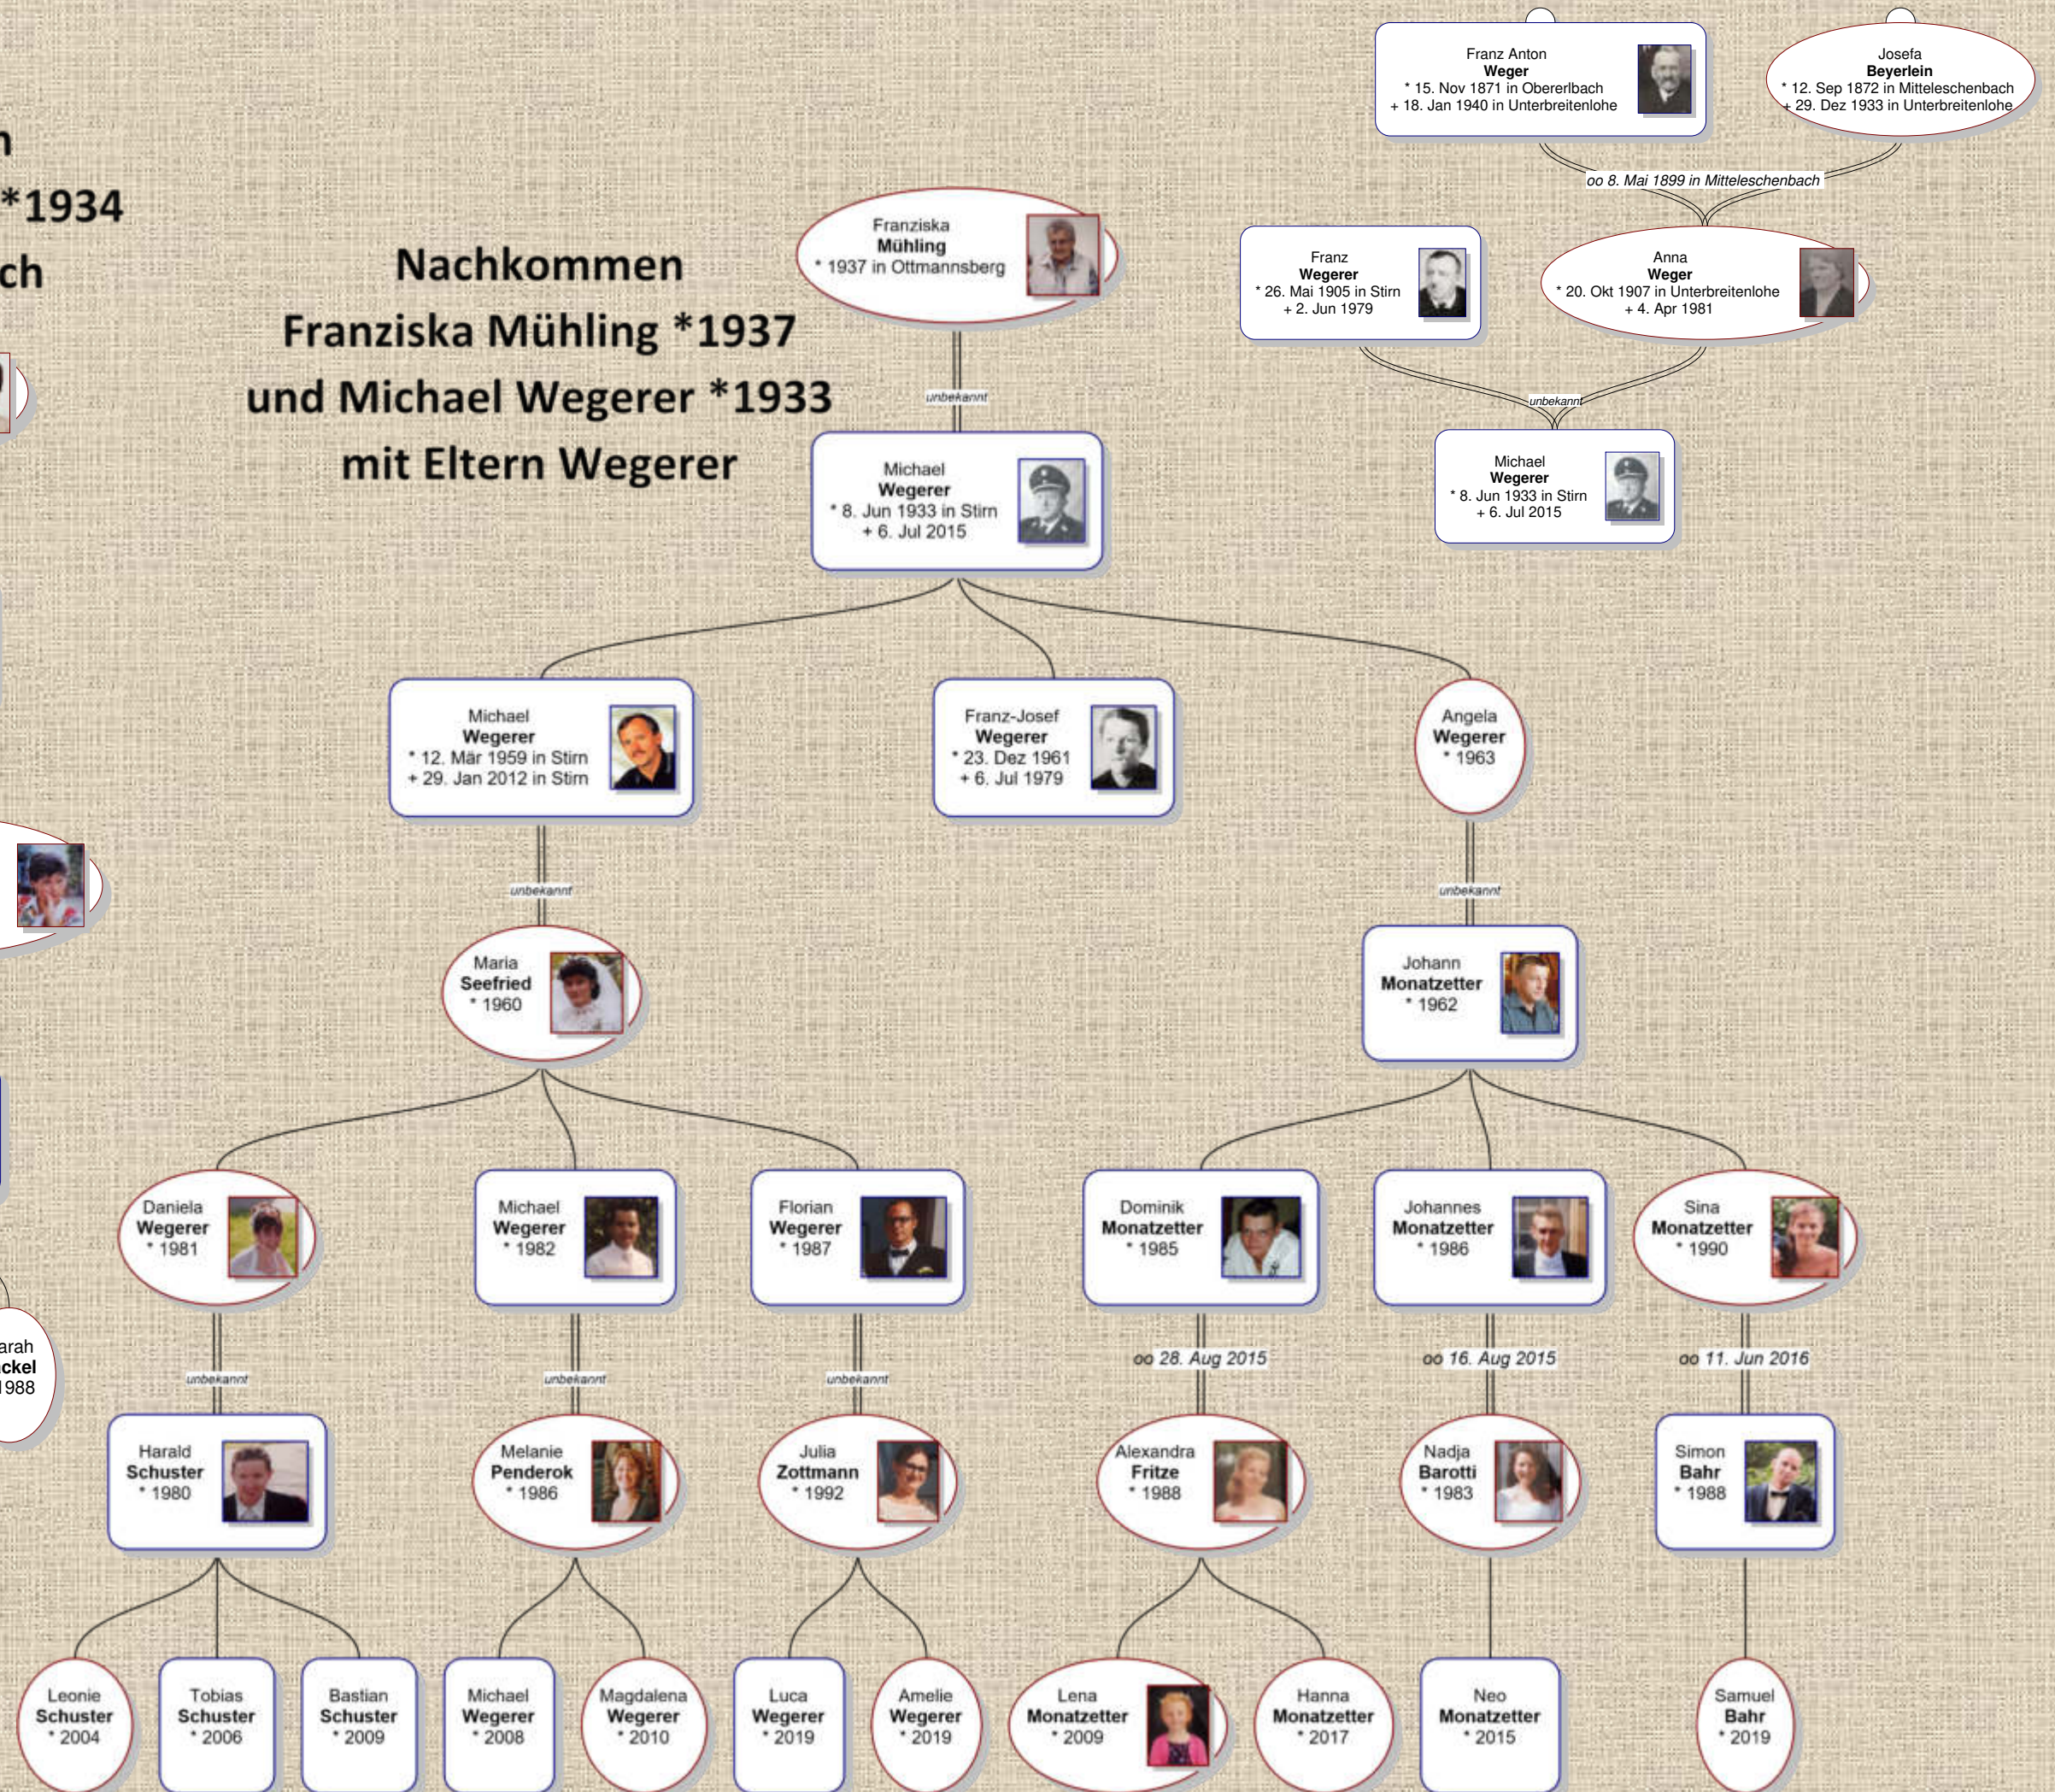 n
*1934
ch
Nachkommen
Franziska Mühling *1937
und Michael Wegerer *1933
mit Eltern Wegerer
Franz Anton
Weger
* 15. Nov 1871 in Obererlbach
+ 18. Jan 1940 in Unterbreitenlohe
Josefa
Beyerlein
* 12. Sep 1872 in Mitteleschenbach
+ 29. Dez 1933 in Unterbreitenlohe
oo 8. Mai 1899 in Mitteleschenbach
Franz
Wegerer
* 26. Mai 1905 in Stirn
+ 2. Jun 1979
Anna
Weger
* 20. Okt 1907 in Unterbreitenlohe
+ 4. Apr 1981
unbekannt
Michael
Wegerer
* 8. Jun 1933 in Stirn
+ 6. Jul 2015
Franziska
Mühling
* 1937 in Ottmannsberg
unbekannt
Michael
Wegerer
* 8. Jun 1933 in Stirn
+ 6. Jul 2015
Michael
Wegerer
* 12. Mär 1959 in Stirn
+ 29. Jan 2012 in Stirn
Franz-Josef
Wegerer
* 23. Dez 1961
+ 6. Jul 1979
Angela
Wegerer
* 1963
unbekannt
unbekannt
Maria
Seefried
* 1960
Johann
Monatzetter
* 1962
Daniela
Wegerer
* 1981
Michael
Wegerer
* 1982
Florian
Wegerer
* 1987
Dominik
Monatzetter
* 1985
Johannes
Monatzetter
* 1986
Sina
Monatzetter
* 1990
unbekannt
unbekannt
unbekannt
oo 28. Aug 2015
oo 16. Aug 2015
oo 11. Jun 2016
arah
ckel
1988
Harald
Schuster
* 1980
Melanie
Penderok
* 1986
Julia
Zottmann
* 1992
Alexandra
Fritze
* 1988
Nadja
Barotti
* 1983
Simon
Bahr
* 1988
Leonie
Schuster
* 2004
Tobias
Schuster
* 2006
Bastian
Schuster
* 2009
Michael
Wegerer
* 2008
Magdalena
Wegerer
* 2010
Luca
Wegerer
* 2019
Amelie
Wegerer
* 2019
Lena
Monatzetter
* 2009
Hanna
Monatzetter
* 2017
Neo
Monatzetter
* 2015
Samuel
Bahr
* 2019